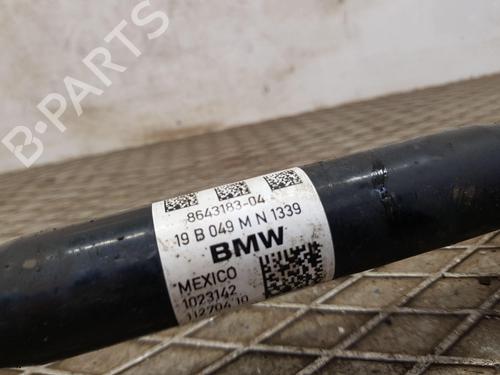 B-PARTS
8643183-04
19 B 049 M N 1339
BMW
MEXICO
1023142